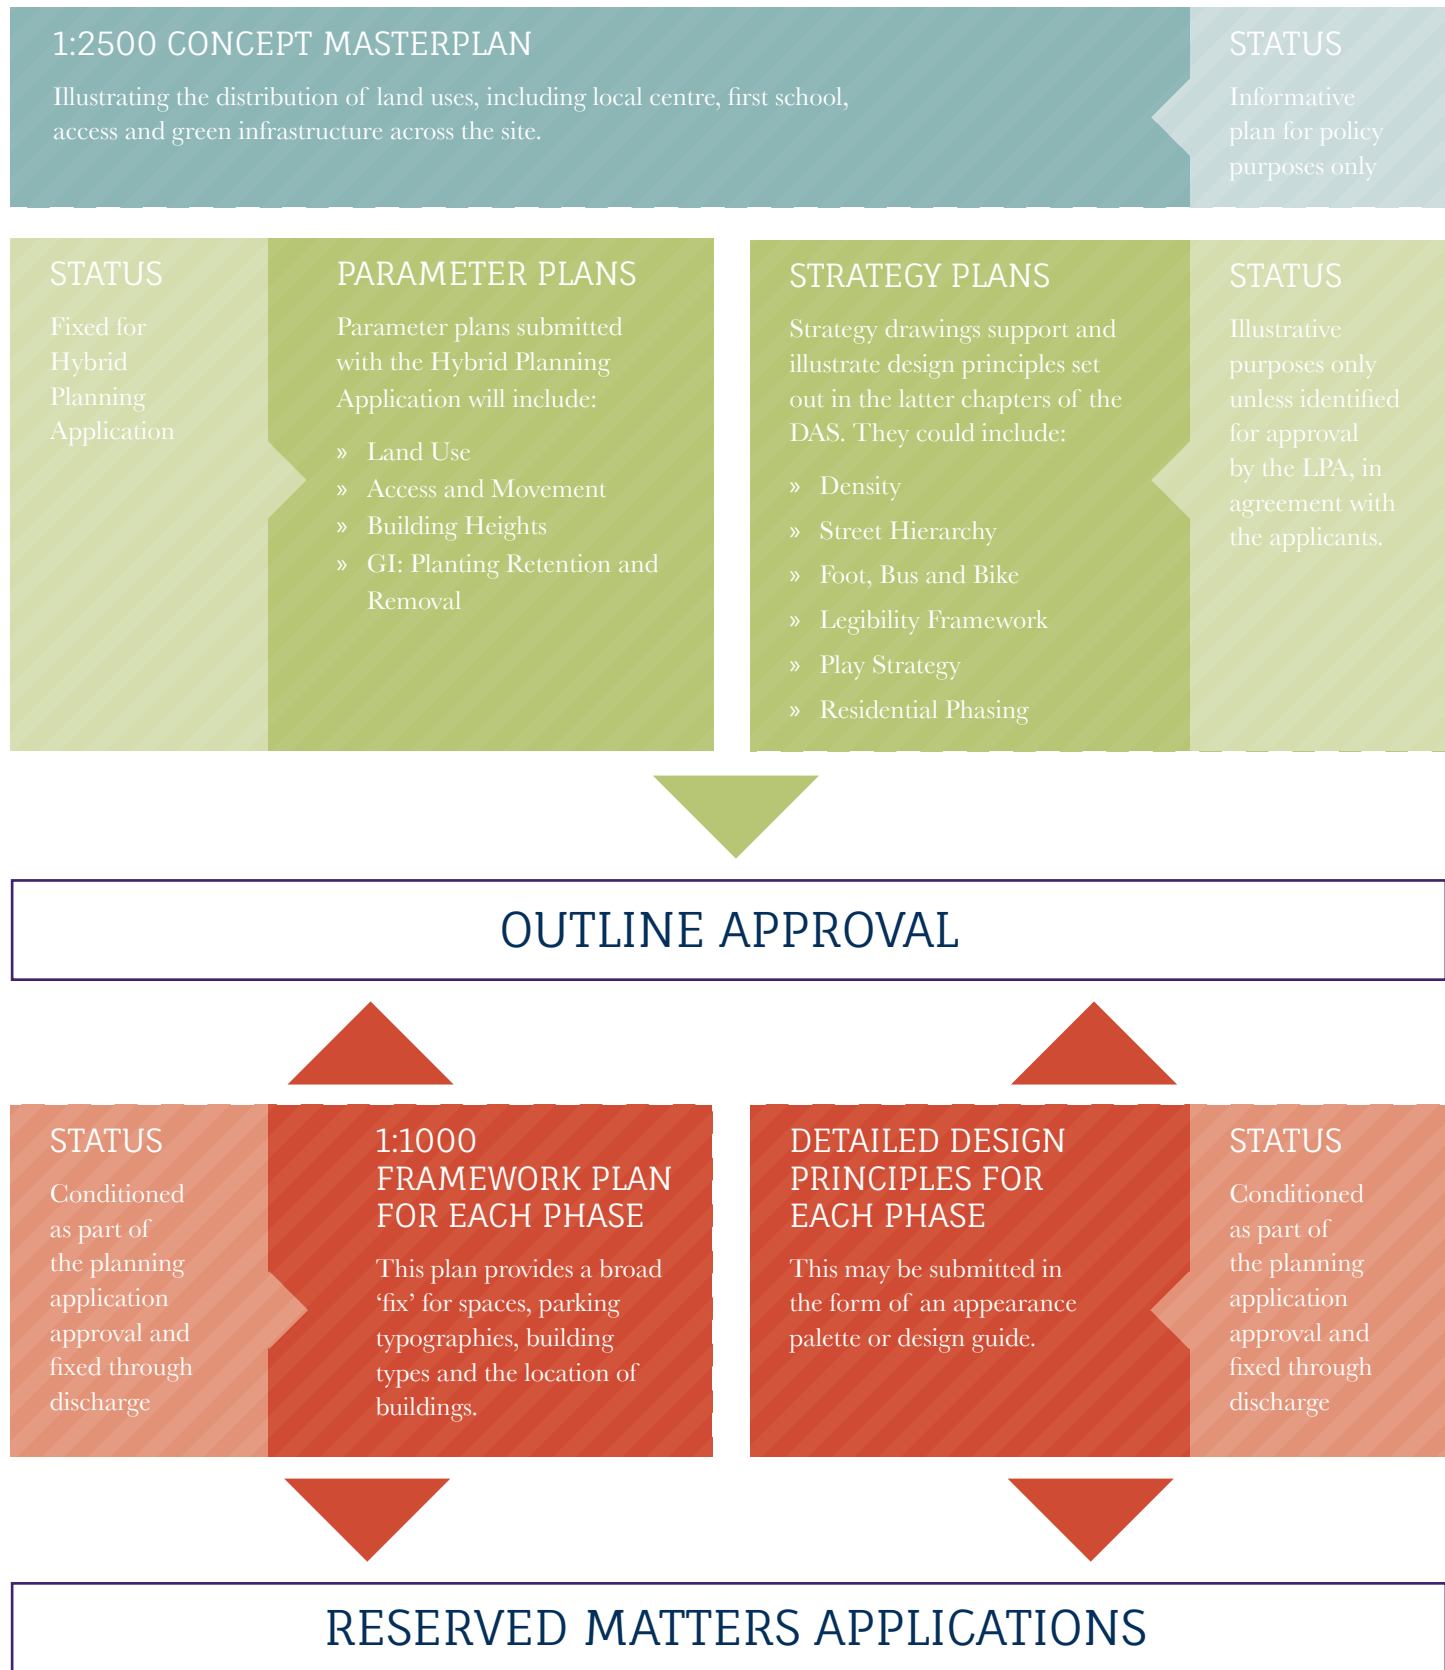 1:2500 CONCEPT MASTERPLAN
Illustrating the distribution of land uses, including local centre, first school,
access and green infrastructure across the site.
STATUS
Informative
plan for policy
purposes only
STATUS
Fixed for
Hybrid
Planning
Application
PARAMETER PLANS
Parameter plans submitted
with the Hybrid Planning
Application will include:
» Land Use
» Access and Movement
» Building Heights
» GI: Planting Retention and
Removal
STRATEGY PLANS
Strategy drawings support and
illustrate design principles set
out in the latter chapters of the
DAS. They could include:
» Density
» Street Hierarchy
» Foot, Bus and Bike
» Legibility Framework
» Play Strategy
» Residential Phasing
STATUS
Illustrative
purposes only
unless identified
for approval
by the LPA, in
agreement with
the applicants.
OUTLINE APPROVAL
STATUS
Conditioned
as part of
the planning
application
approval and
fixed through
discharge
1:1000
FRAMEWORK PLAN
FOR EACH PHASE
This plan provides a broad
‘fix’ for spaces, parking
typographies, building
types and the location of
buildings.
DETAILED DESIGN
PRINCIPLES FOR
EACH PHASE
This may be submitted in
the form of an appearance
palette or design guide.
STATUS
Conditioned
as part of
the planning
application
approval and
fixed through
discharge
RESERVED MATTERS APPLICATIONS